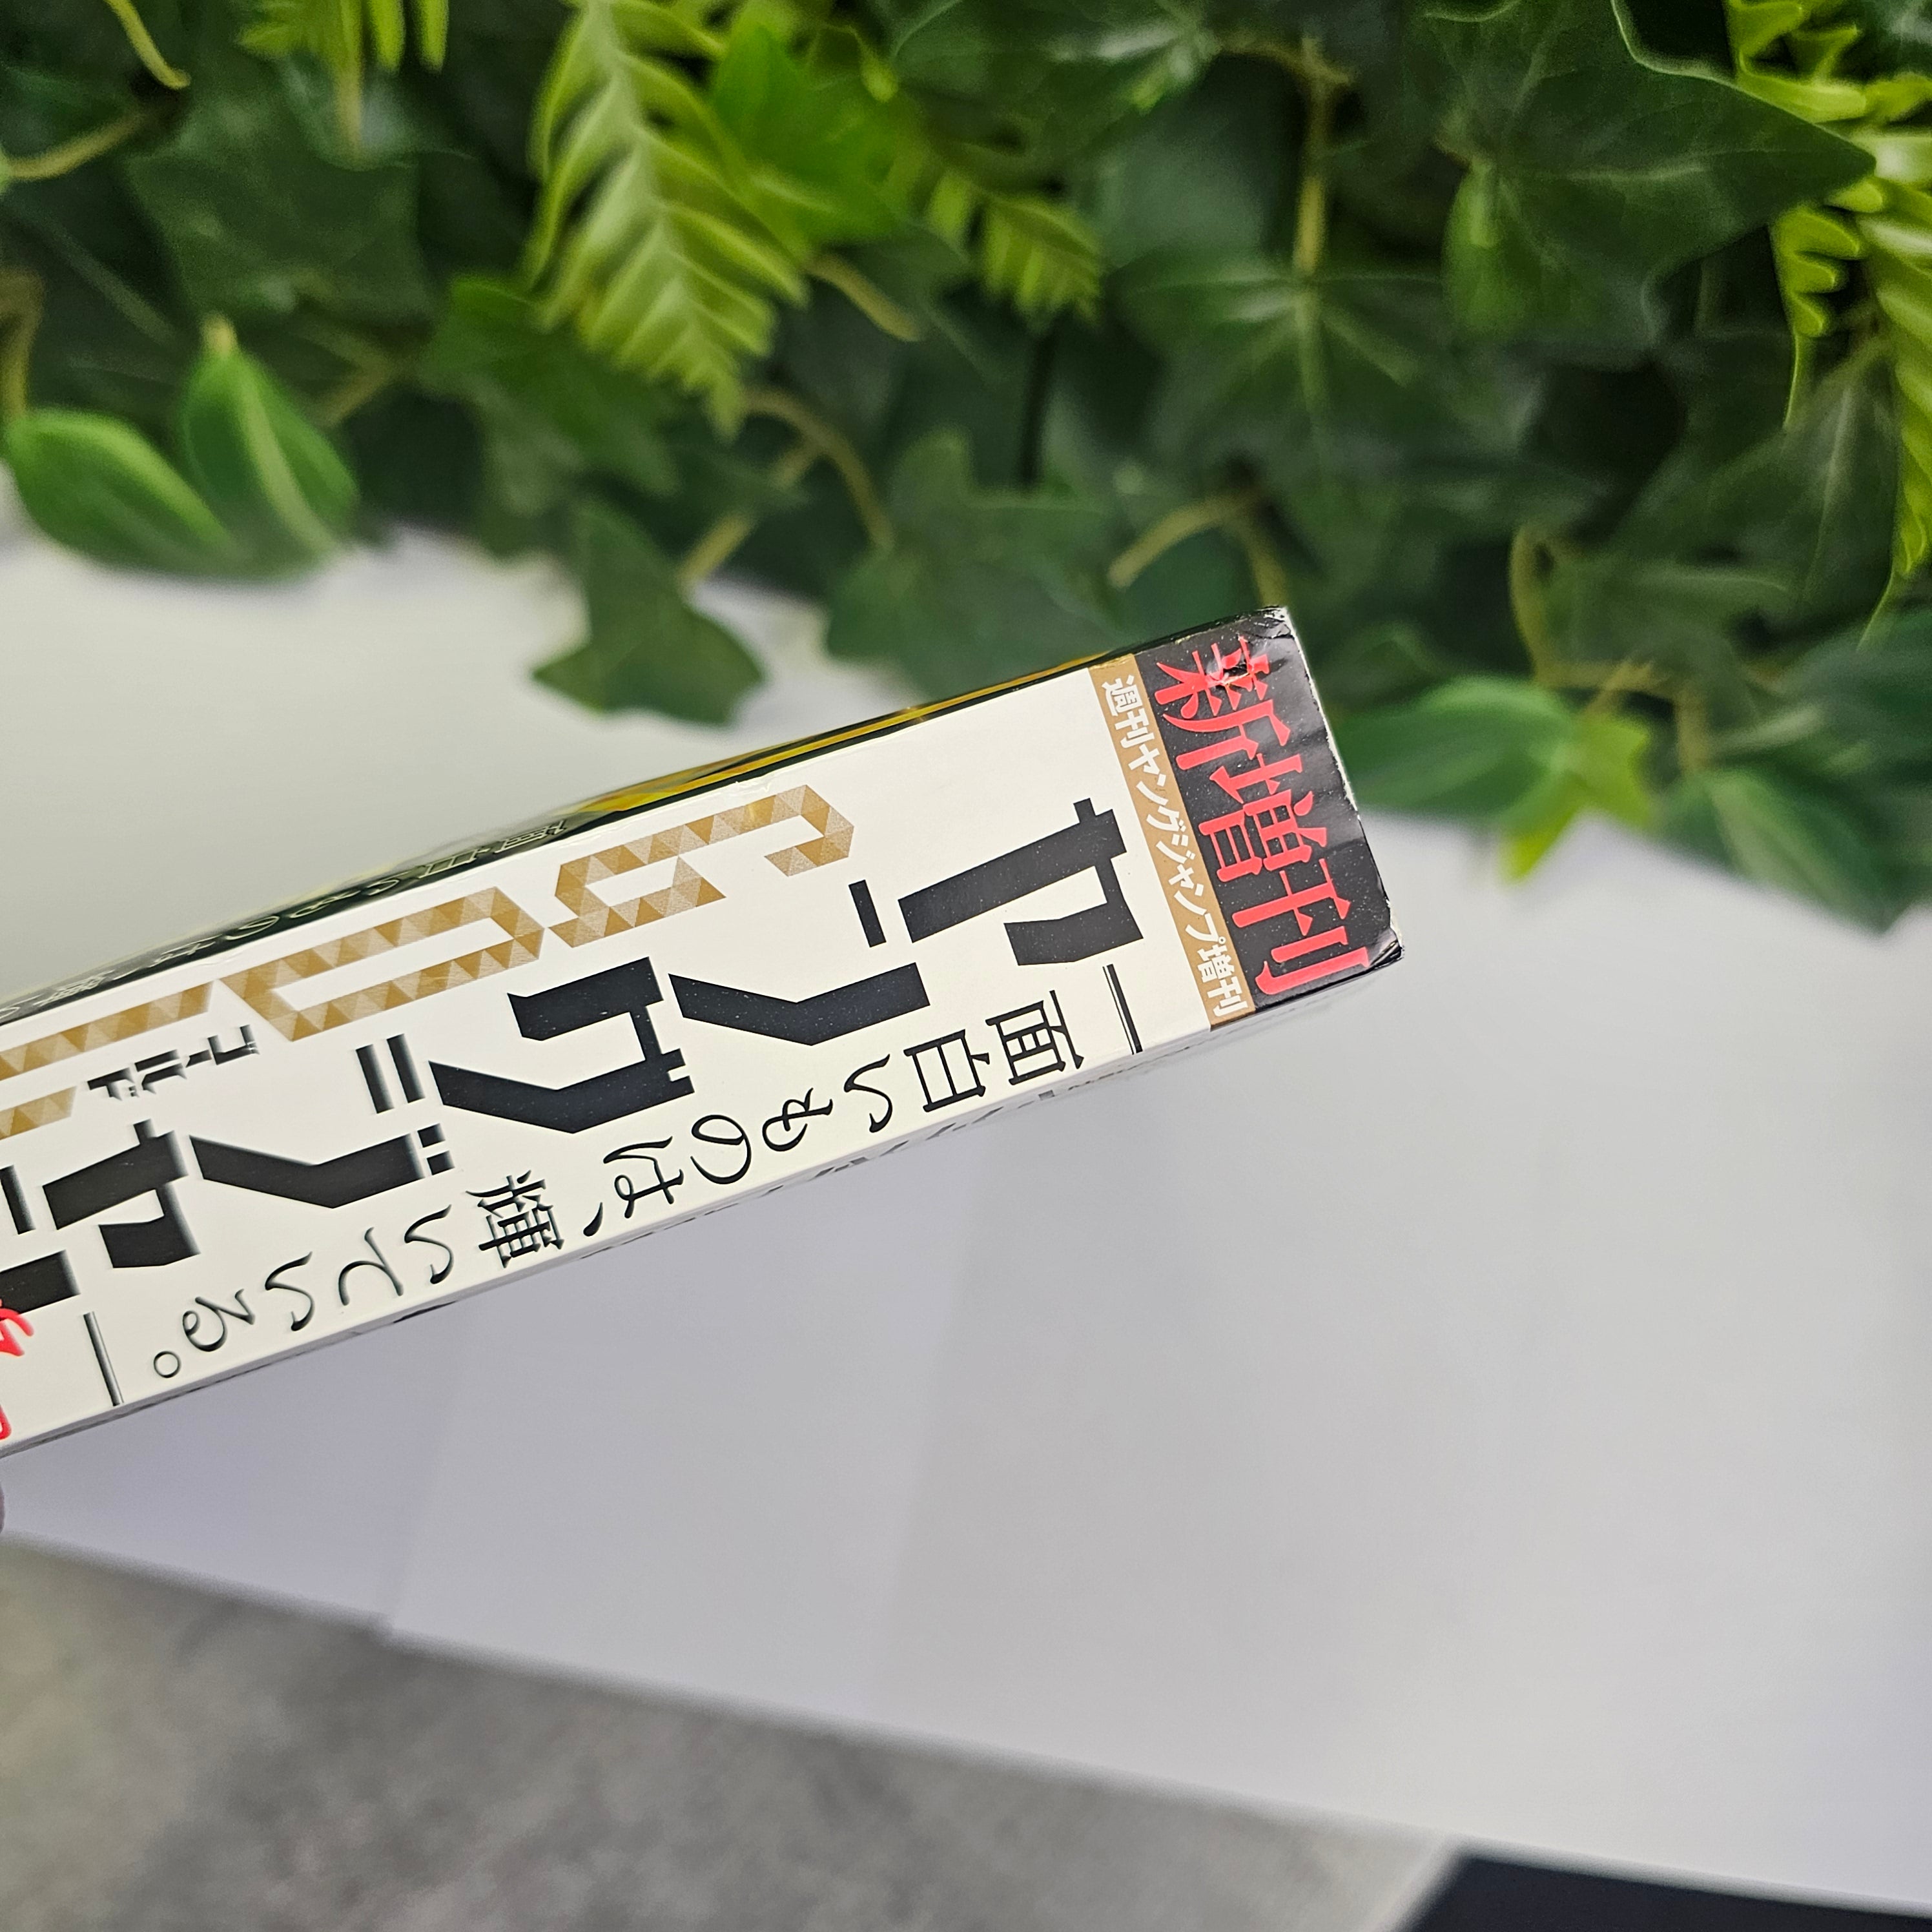 新増刊
週刊ヤングジャンプ増刊
ヤングジャン
GOL
ゴールド
―面白いものは、輝いている。―